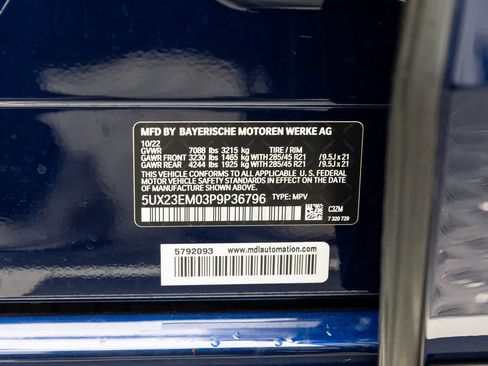 MFD BY BAYERISCHE MOTOREN WERKE AG
10/22
GVWR 7088 lbs 3215 kg TIRE / RIM
GAWR FRONT 3230 lbs 1465 kg WITH 285/45 R21 / 9.5J x 21
GAWR REAR 4244 lbs 1925 kg WITH 285/45 R21 / 9.5J x 21
THIS VEHICLE CONFORMS TO ALL APPLICABLE U.S. FEDERAL
MOTOR VEHICLE SAFETY STANDARDS IN EFFECT ON THE
DATE OF MANUFACTURE SHOWN ABOVE.
5UX23EM03P9P36796 TYPE: MPV
C3ZM
7 320 729
5792093 www.mdlautomation.com